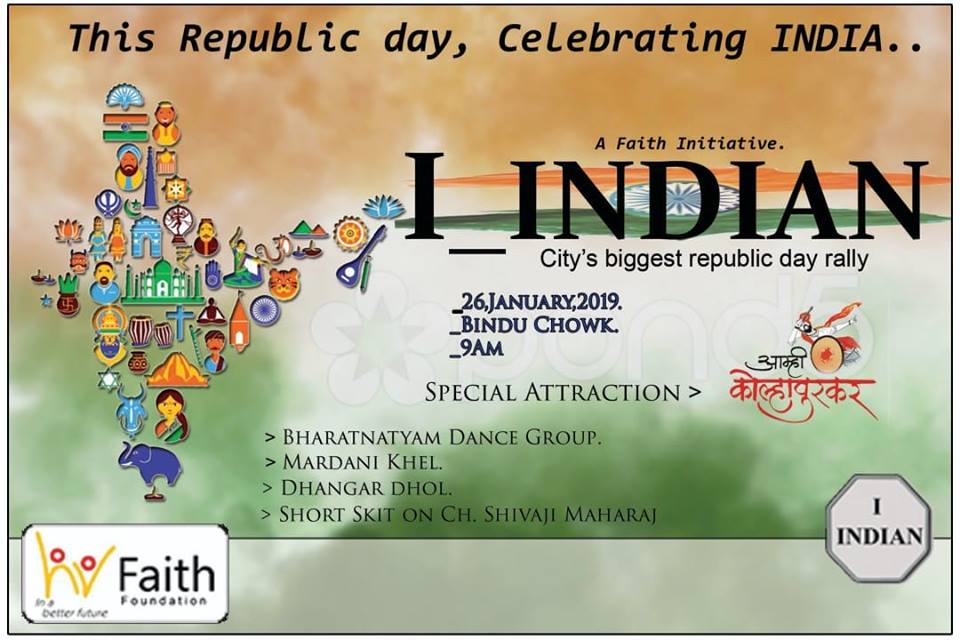 This Republic day, Celebrating INDIA..
A Faith Initiative.
I_INDIAN
City's biggest republic day rally
_26,JANUARY,2019.
_BINDU CHOWK.
_9AM
SPECIAL ATTRACTION >
आम्ही
कोल्हापुरकर
> BHARATNATYAM DANCE GROUP.
> MARDANI KHEL.
> DHANGAR DHOL.
> SHORT SKIT ON CH. SHIVAJI MAHARAJ
I
INDIAN
Faith
Foundation
In a
better future
pond5